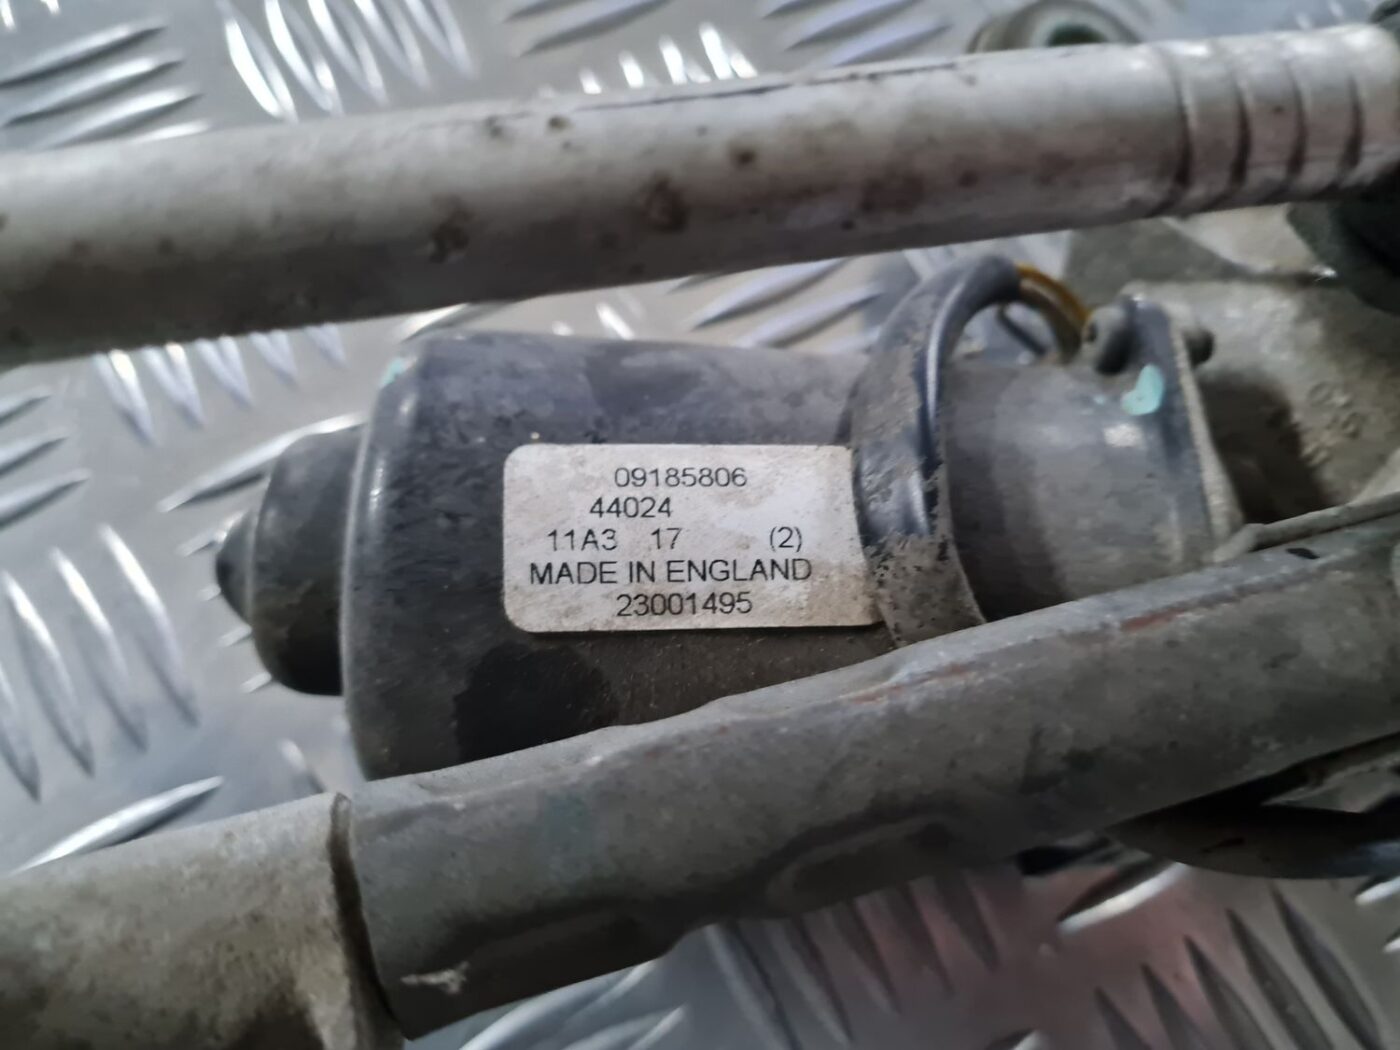 09185806
44024
11A3 17 (2)
MADE IN ENGLAND
23001495